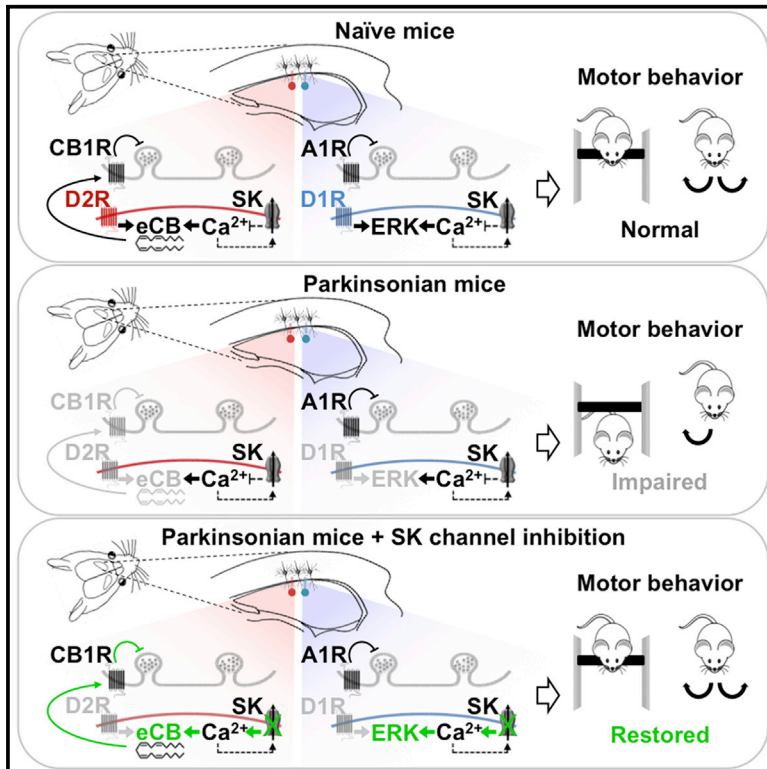 Naïve mice
Motor behavior
CB1R
A1R
D2R
SK
D1R
SK
eCB
Ca2+
ERK
Ca2+
Normal
Parkinsonian mice
Motor behavior
CB1R
A1R
D2R
SK
D1R
SK
eCB
Ca2+
ERK
Ca2+
Impaired
Parkinsonian mice + SK channel inhibition
Motor behavior
CB1R
A1R
D2R
SK
D1R
SK
X
X
eCB
Ca2+
ERK
Ca2+
Restored